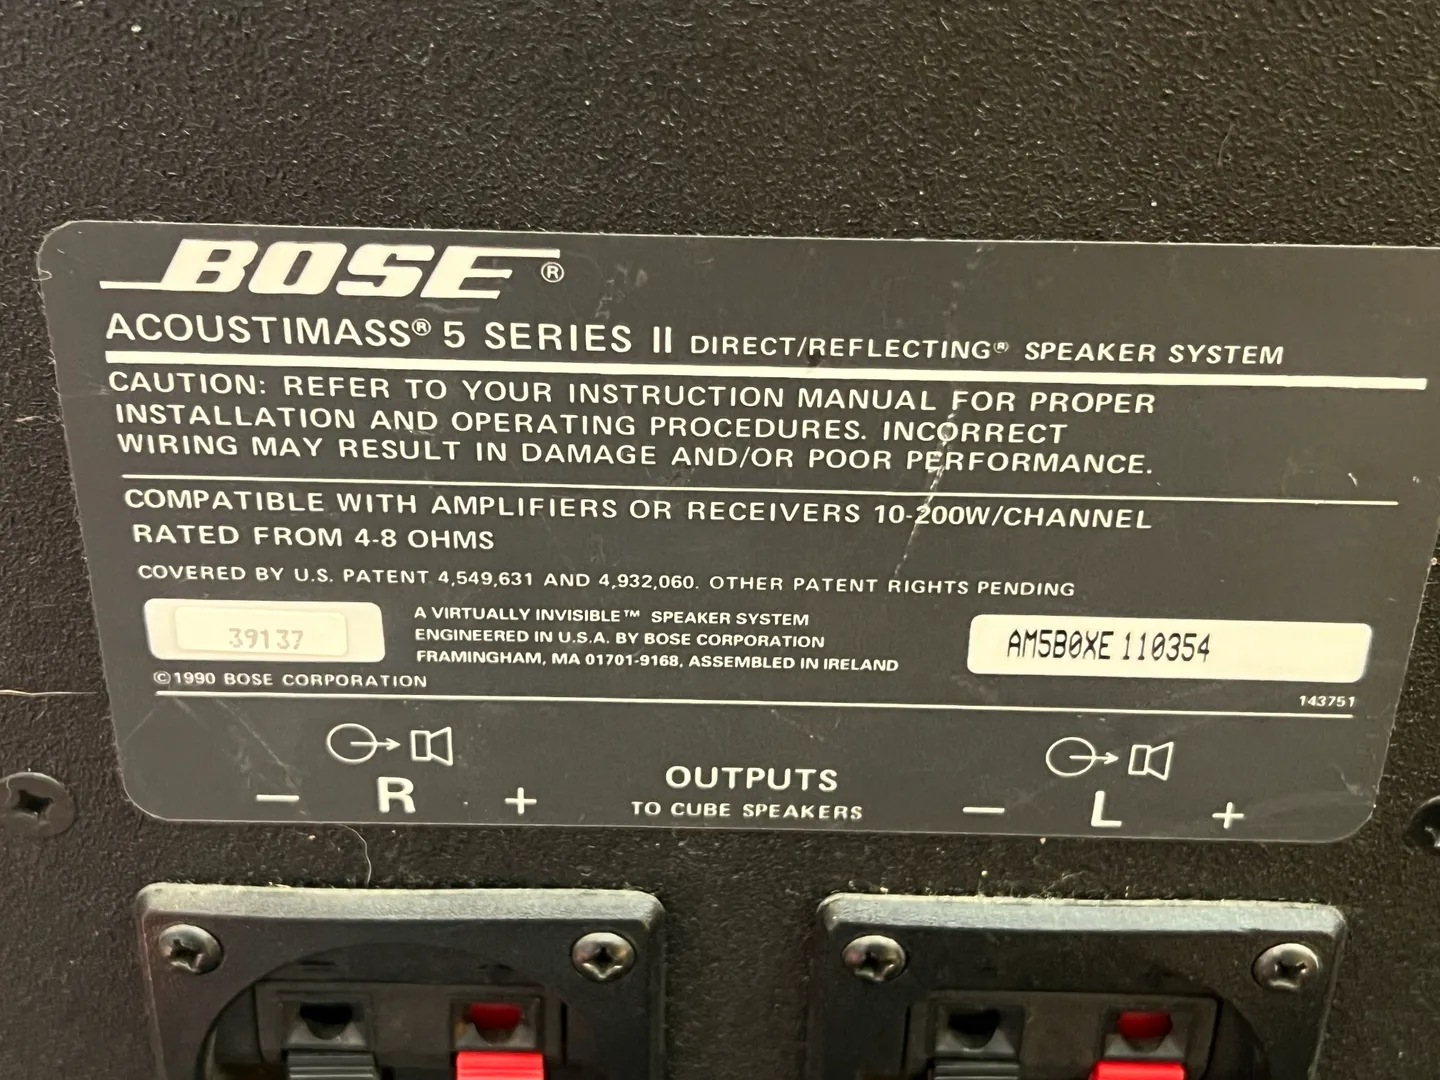 BOSE®
ACOUSTIMASS® 5 SERIES II DIRECT/REFLECTING® SPEAKER SYSTEM
CAUTION: REFER TO YOUR INSTRUCTION MANUAL FOR PROPER
INSTALLATION AND OPERATING PROCEDURES. INCORRECT
WIRING MAY RESULT IN DAMAGE AND/OR POOR PERFORMANCE.
COMPATIBLE WITH AMPLIFIERS OR RECEIVERS 10-200W/CHANNEL
RATED FROM 4-8 OHMS
COVERED BY U.S. PATENT 4,549,631 AND 4,932,060. OTHER PATENT RIGHTS PENDING
39137
A VIRTUALLY INVISIBLE™ SPEAKER SYSTEM
ENGINEERED IN U.S.A. BY BOSE CORPORATION
FRAMINGHAM, MA 01701-9168, ASSEMBLED IN IRELAND
AM5B0XE 110354
©1990 BOSE CORPORATION
143751
- R +
OUTPUTS
TO CUBE SPEAKERS
- L +